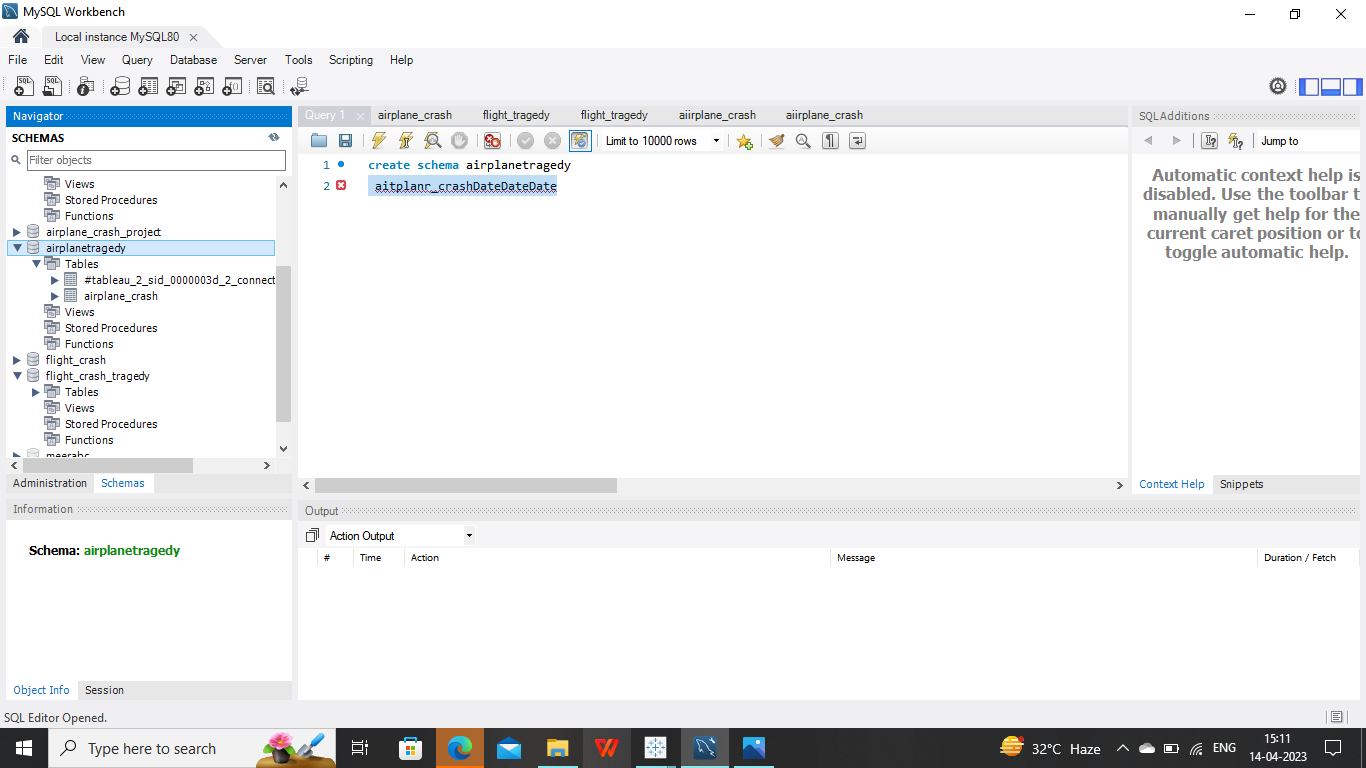 MySQL Workbench
Local instance MySQL80
File Edit View Query Database Server Tools Scripting Help
Navigator
SCHEMAS
Filter objects
Views
Stored Procedures
Functions
airplane_crash_project
airplanetragedy
Tables
#tableau_2_sid_0000003d_2_connect
airplane_crash
Views
Stored Procedures
Functions
flight_crash
flight_crash_tragedy
Tables
Views
Stored Procedures
Functions
meerabc
Administration Schemas
Information
Schema: airplanetragedy
Object Info Session
Query 1 airplane_crash flight_tragedy flight_tragedy aiirplane_crash aiirplane_crash
Limit to 10000 rows
1 create schema airplanetragedy
2 aitplanr_crashDateDateDate
Output
Action Output
# Time Action Message Duration / Fetch
SQLAdditions
Jump to
Automatic context help is
disabled. Use the toolbar t
manually get help for the
current caret position or to
toggle automatic help.
Context Help Snippets
SQL Editor Opened.
Type here to search
32°C Haze
ENG
15:11
14-04-2023